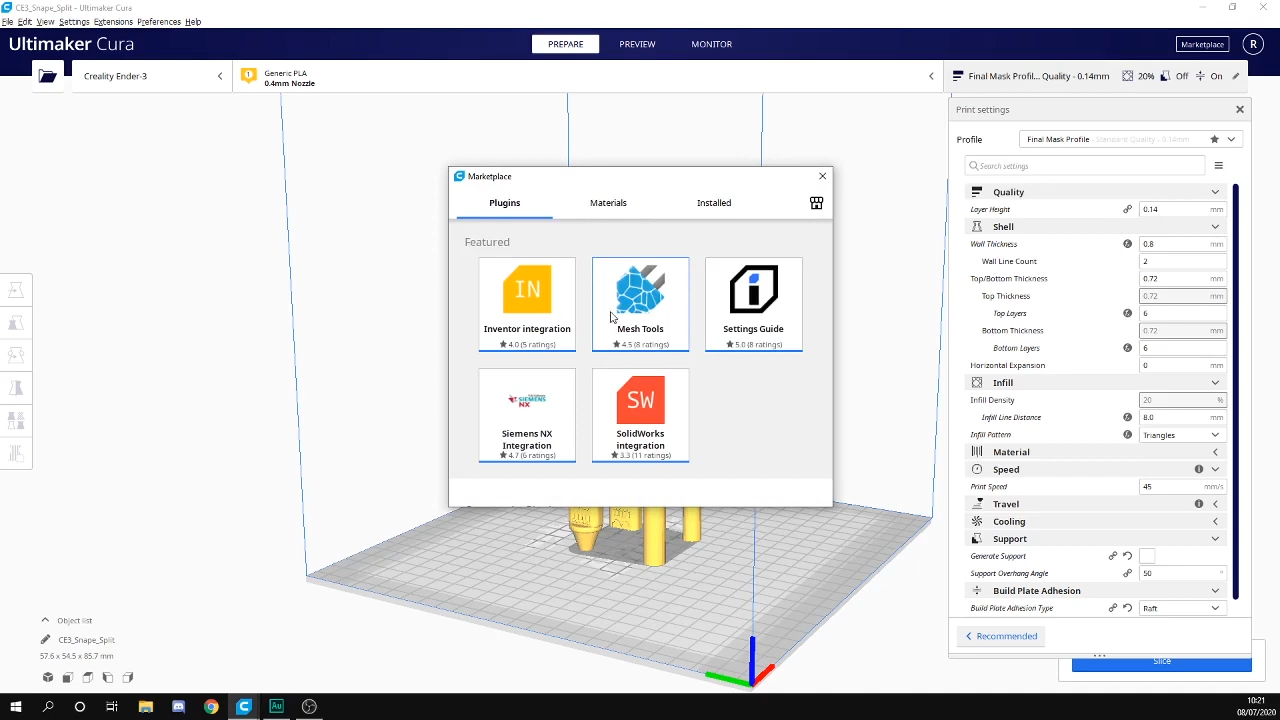 CE3_Snape_Split - Ultimaker Cura
File Edit View Settings Extensions Preferences Help
Ultimaker Cura
PREPARE
PREVIEW
MONITOR
Marketplace
R
Creality Ender-3
1
Generic PLA
0.4mm Nozzle
Final Mask Profil... Quality - 0.14mm
20%
Off
On
Print settings
Profile
Final Mask Profile - Standard Quality - 0.14mm
Search settings
Quality
Layer Height 0.14 mm
Shell
Wall Thickness 0.8 mm
Wall Line Count 2
Top/Bottom Thickness 0.72 mm
Top Thickness 0.72 mm
Top Layers 6
Bottom Thickness 0.72 mm
Bottom Layers 6
Horizontal Expansion 0 mm
Infill
Infill Density 20 %
Infill Line Distance 8.0 mm
Infill Pattern Triangles
Material
Speed
Print Speed 45 mm/s
Travel
Cooling
Support
Generate Support
Support Overhang Angle 50 °
Build Plate Adhesion
Build Plate Adhesion Type Raft
Recommended
Slice
Marketplace
Plugins
Materials
Installed
Featured
IN
Inventor integration
4.0 (5 ratings)
Mesh Tools
4.5 (8 ratings)
Settings Guide
5.0 (8 ratings)
SIEMENS
NX
Siemens NX
Integration
4.7 (6 ratings)
SW
SolidWorks
integration
3.3 (11 ratings)
Object list
CE3_Snape_Split
57.6 x 54.5 x 85.7 mm
Au
10:21
08/07/2020